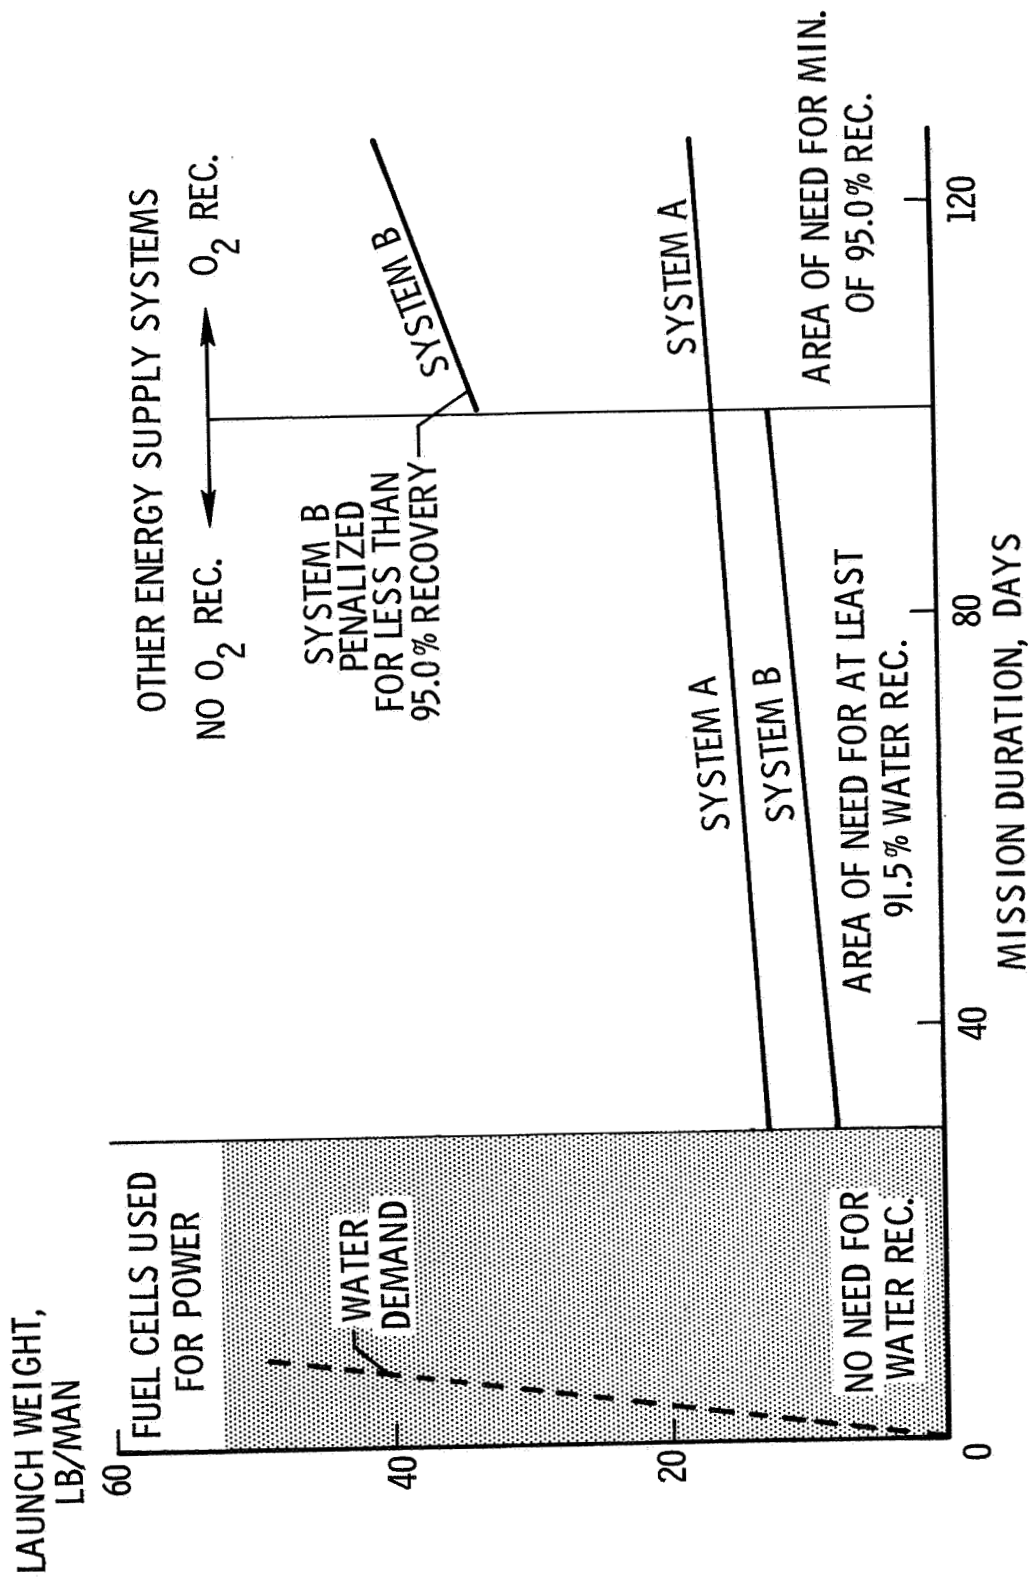 LAUNCH WEIGHT,
LB/MAN
60
40
20
0
FUEL CELLS USED
FOR POWER
WATER
DEMAND
NO NEED FOR
WATER REC.
OTHER ENERGY SUPPLY SYSTEMS
NO O₂ REC.
O₂ REC.
SYSTEM B
PENALIZED
FOR LESS THAN
95.0% RECOVERY
SYSTEM B
SYSTEM A
SYSTEM A
SYSTEM B
AREA OF NEED FOR AT LEAST
91.5% WATER REC.
AREA OF NEED FOR MIN.
OF 95.0% REC.
40
80
120
MISSION DURATION, DAYS